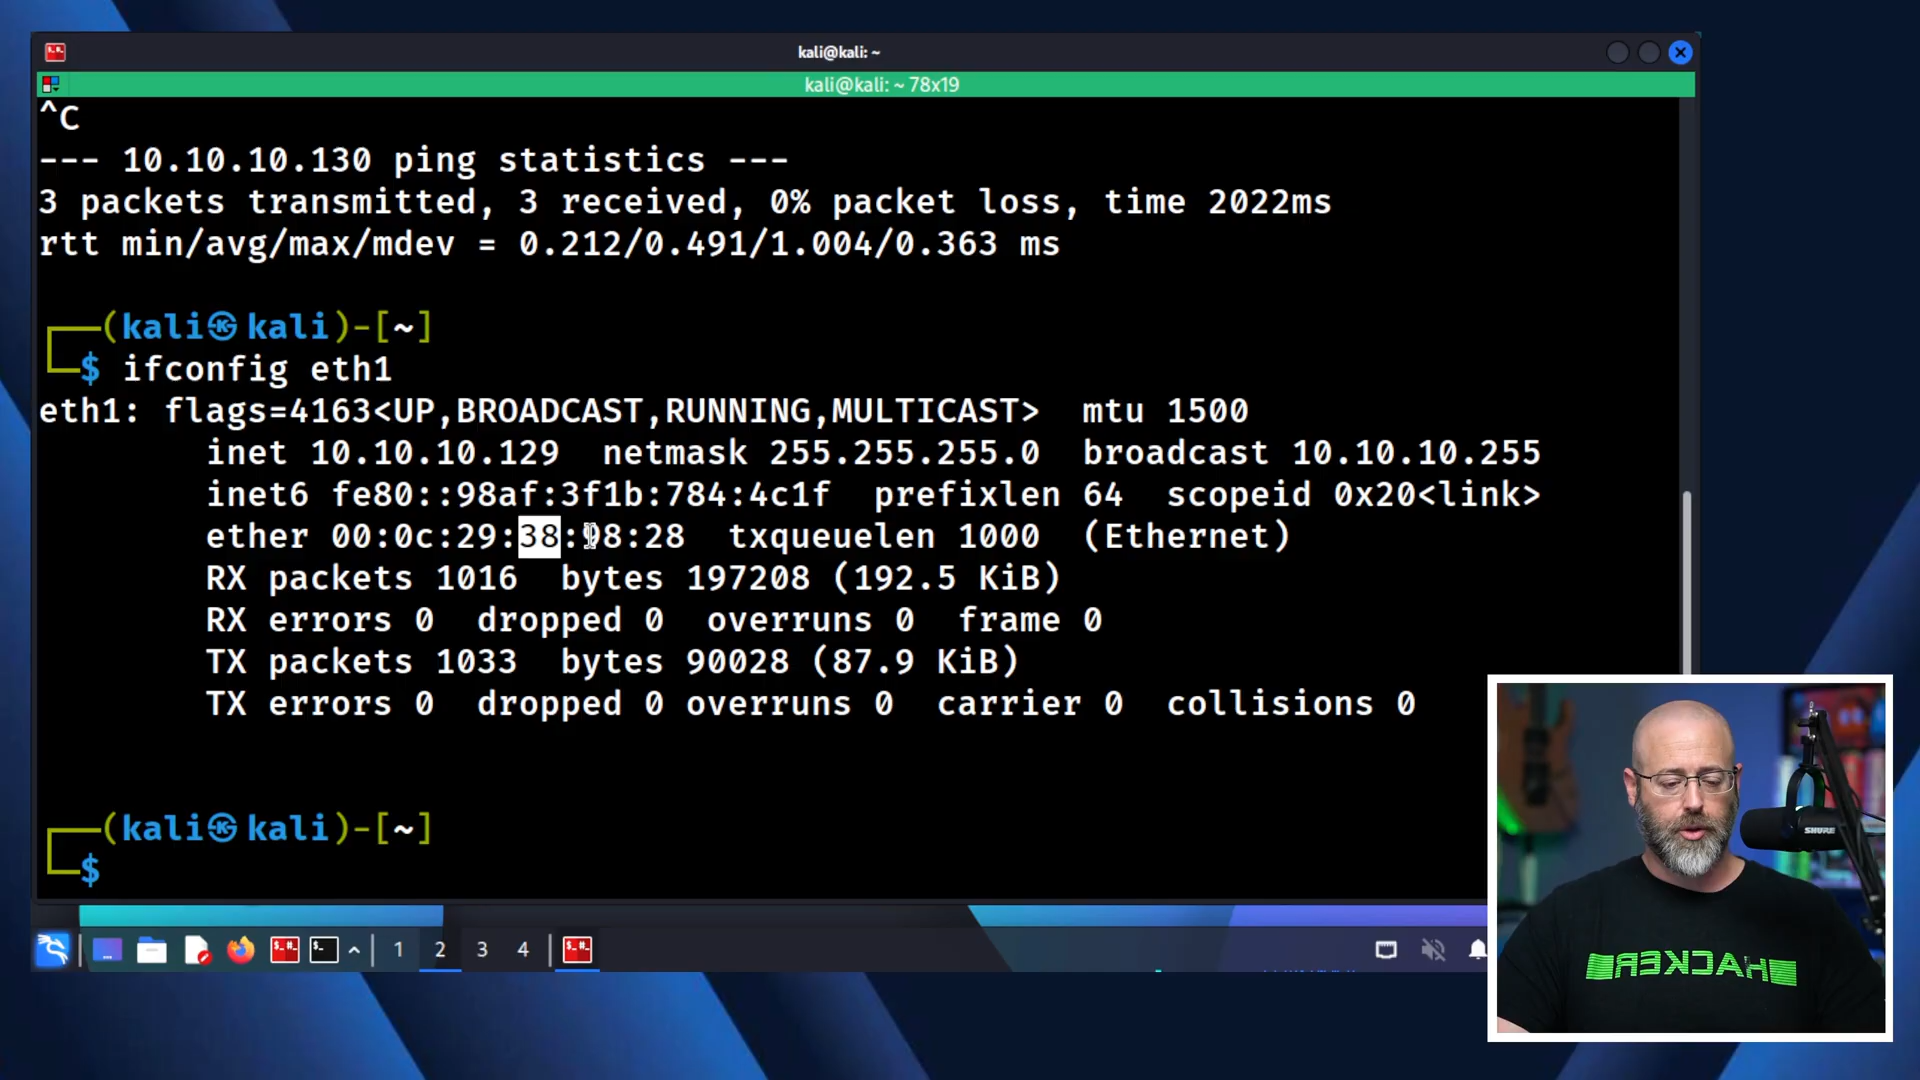 kali@kali: ~
kali@kali: ~ 78x19
^C
--- 10.10.10.130 ping statistics ---
3 packets transmitted, 3 received, 0% packet loss, time 2022ms
rtt min/avg/max/mdev = 0.212/0.491/1.004/0.363 ms
┌──(kali㉿kali)-[~]
└─$ ifconfig eth1
eth1: flags=4163<UP,BROADCAST,RUNNING,MULTICAST>  mtu 1500
        inet 10.10.10.129  netmask 255.255.255.0  broadcast 10.10.10.255
        inet6 fe80::98af:3f1b:784:4c1f  prefixlen 64  scopeid 0x20<link>
        ether  txqueuelen 1000  (Ethernet)
        RX packets 1016  bytes 197208 (192.5 KiB)
        RX errors 0  dropped 0  overruns 0  frame 0
        TX packets 1033  bytes 90028 (87.9 KiB)
        TX errors 0  dropped 0 overruns 0  carrier 0  collisions 0
┌──(kali㉿kali)-[~]
└─$
1 2 3 4
SHURE
HACKER